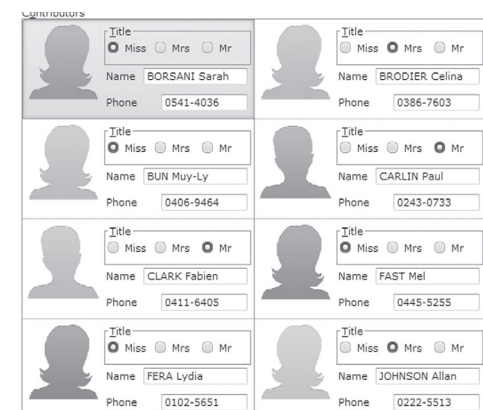 Contributors
Title
Miss Mrs Mr
Name BORSANI Sarah
Phone 0541-4036
Title
Miss Mrs Mr
Name BRODIER Celina
Phone 0386-7603
Title
Miss Mrs Mr
Name BUN Muy-Ly
Phone 0406-9464
Title
Miss Mrs Mr
Name CARLIN Paul
Phone 0243-0733
Title
Miss Mrs Mr
Name CLARK Fabien
Phone 0411-6405
Title
Miss Mrs Mr
Name FAST Mel
Phone 0445-5255
Title
Miss Mrs Mr
Name FERA Lydia
Phone 0102-5651
Title
Miss Mrs Mr
Name JOHNSON Allan
Phone 0222-5513